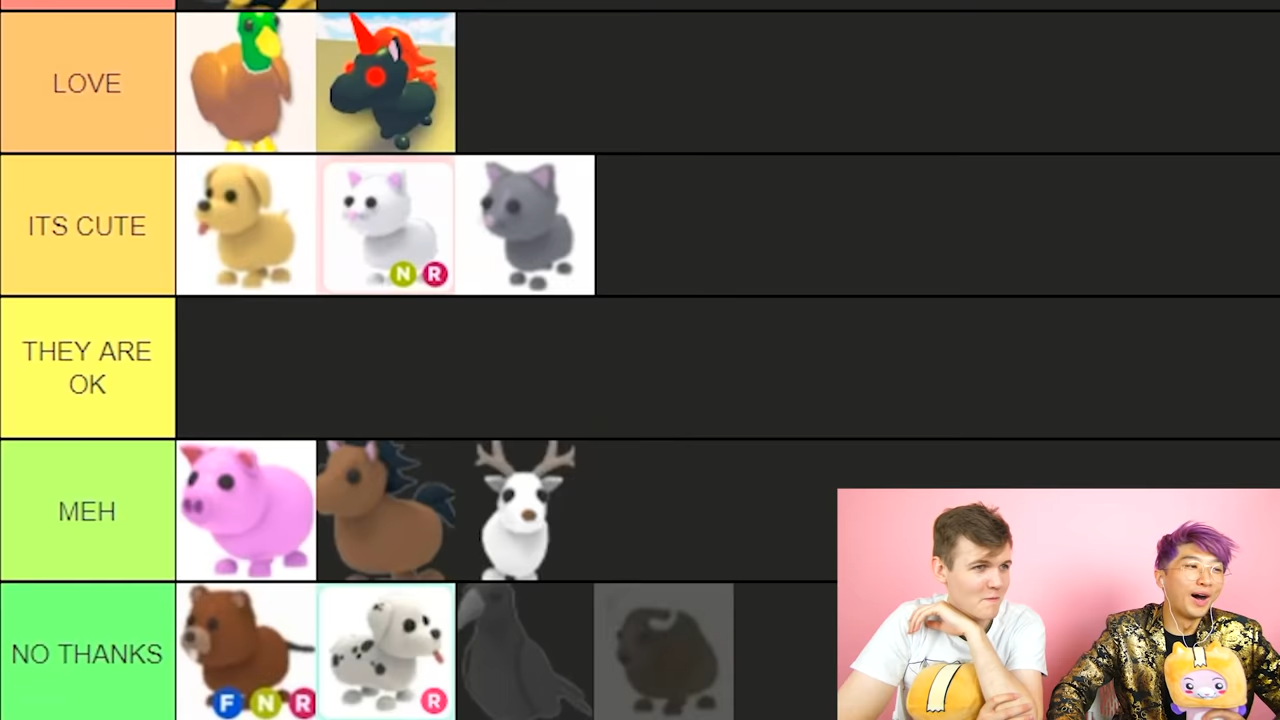 LOVE
ITS CUTE
N R
THEY ARE
OK
MEH
NO THANKS
F N R
R